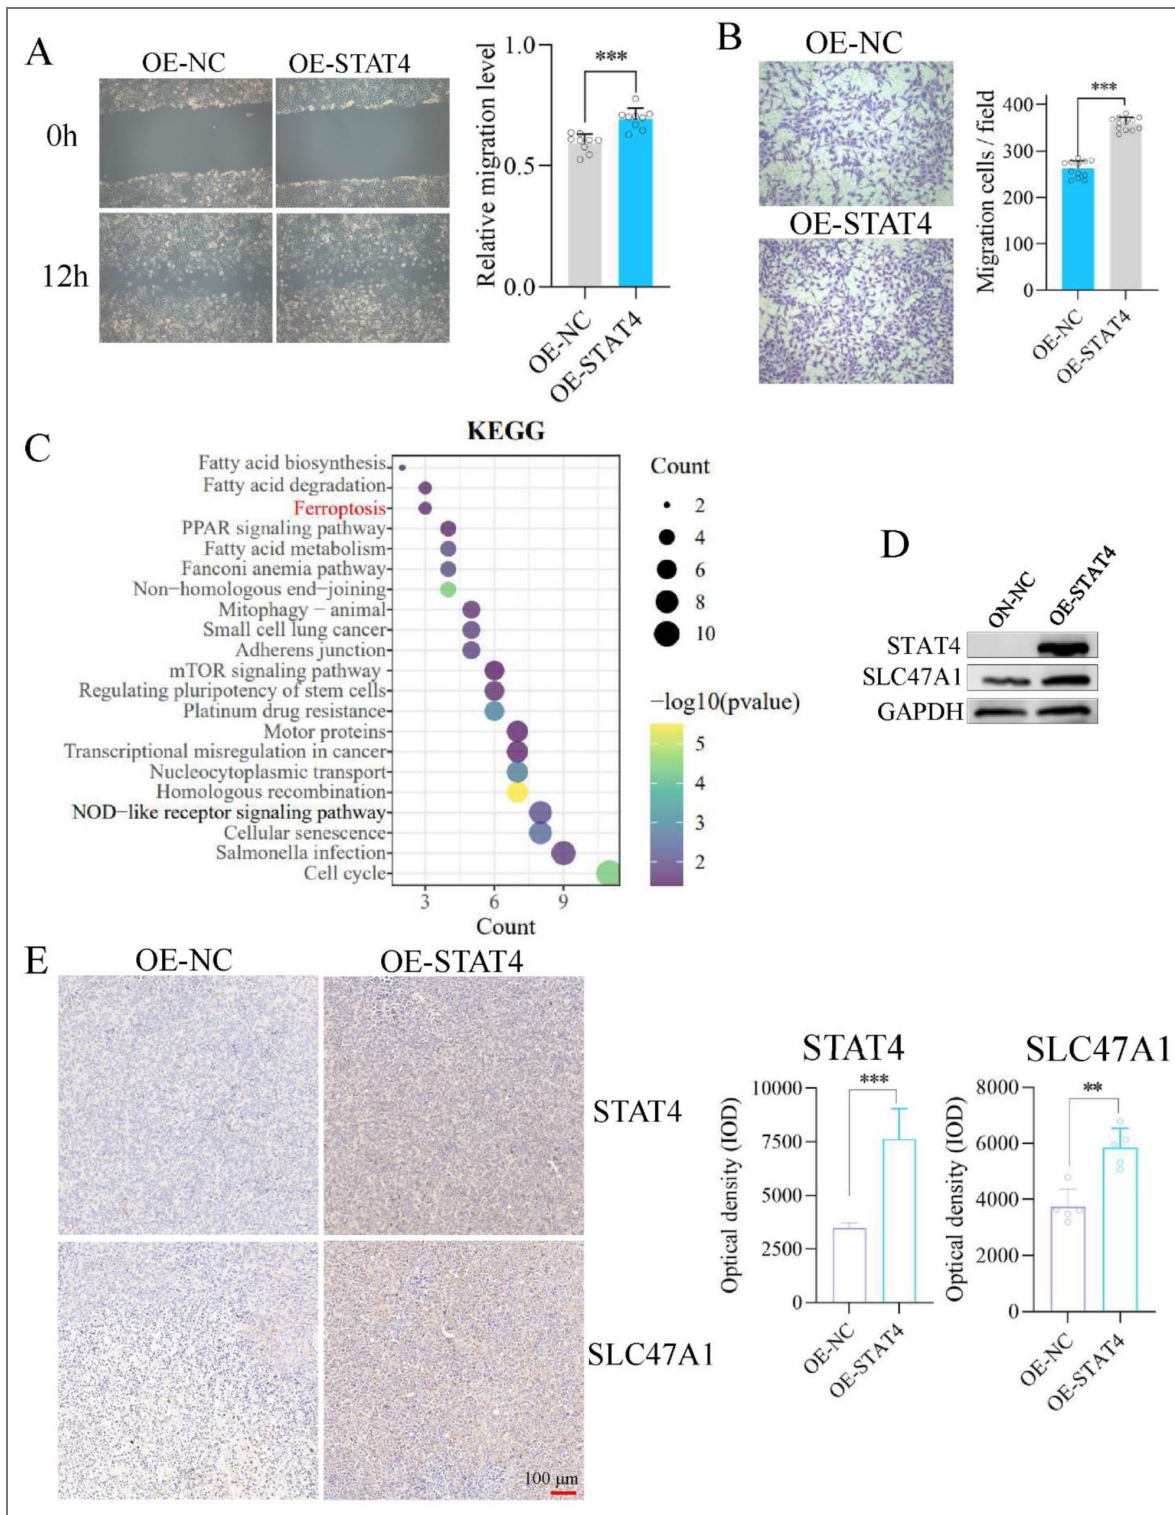 A
OE-NC
OE-STAT4
0h
12h
Relative migration level
1.0
0.5
0.0
***
OE-NC
OE-STAT4
B
OE-NC
OE-STAT4
Migration cells / field
400
300
200
100
0
***
OE-NC
OE-STAT4
C
KEGG
Fatty acid biosynthesis
Fatty acid degradation
Ferroptosis
PPAR signaling pathway
Fatty acid metabolism
Fanconi anemia pathway
Non−homologous end−joining
Mitophagy − animal
Small cell lung cancer
Adherens junction
mTOR signaling pathway
Regulating pluripotency of stem cells
Platinum drug resistance
Motor proteins
Transcriptional misregulation in cancer
Nucleocytoplasmic transport
Homologous recombination
NOD−like receptor signaling pathway
Cellular senescence
Salmonella infection
Cell cycle
3
6
9
Count
Count
2
4
6
8
10
−log10(pvalue)
5
4
3
2
D
ON-NC
OE-STAT4
STAT4
SLC47A1
GAPDH
E
OE-NC
OE-STAT4
STAT4
SLC47A1
100 μm
STAT4
Optical density (IOD)
10000
7500
5000
2500
0
***
OE-NC
OE-STAT4
SLC47A1
Optical density (IOD)
8000
6000
4000
2000
0
**
OE-NC
OE-STAT4